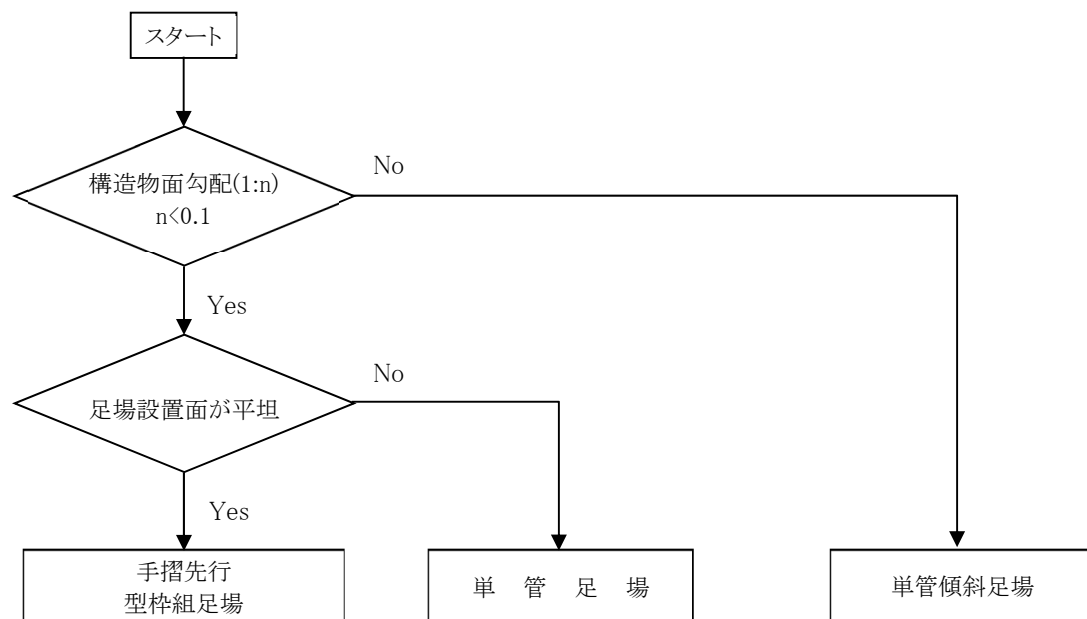 スタート
構造物面勾配(1:n)
n<0.1
No
Yes
足場設置面が平坦
No
Yes
手摺先行
型枠組足場
単　管　足　場
単管傾斜足場